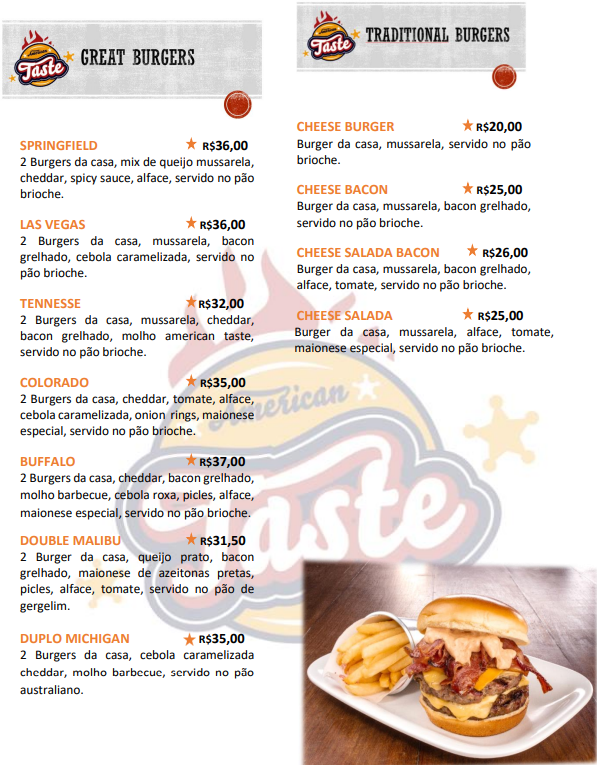 American
Taste
GREAT BURGERS
SPRINGFIELD R$36,00
2 Burgers da casa, mix de queijo mussarela,
cheddar, spicy sauce, alface, servido no pão
brioche.
LAS VEGAS R$36,00
2 Burgers da casa, mussarela, bacon
grelhado, cebola caramelizada, servido no
pão brioche.
TENNESSE R$32,00
2 Burgers da casa, mussarela, cheddar,
bacon grelhado, molho american taste,
servido no pão brioche.
COLORADO R$35,00
2 Burgers da casa, cheddar, tomate, alface,
cebola caramelizada, onion rings, maionese
especial, servido no pão brioche.
BUFFALO R$37,00
2 Burgers da casa, cheddar, bacon grelhado,
molho barbecue, cebola roxa, picles, alface,
maionese especial, servido no pão brioche.
DOUBLE MALIBU R$31,50
2 Burger da casa, queijo prato, bacon
grelhado, maionese de azeitonas pretas,
picles, alface, tomate, servido no pão de
gergelim.
DUPLO MICHIGAN R$35,00
2 Burgers da casa, cebola caramelizada
cheddar, molho barbecue, servido no pão
australiano.
American
Taste
TRADITIONAL BURGERS
CHEESE BURGER R$20,00
Burger da casa, mussarela, servido no pão
brioche.
CHEESE BACON R$25,00
Burger da casa, mussarela, bacon grelhado,
servido no pão brioche.
CHEESE SALADA BACON R$26,00
Burger da casa, mussarela, bacon grelhado,
alface, tomate, servido no pão brioche.
CHEESE SALADA R$25,00
Burger da casa, mussarela, alface, tomate,
maionese especial, servido no pão brioche.
American
Taste